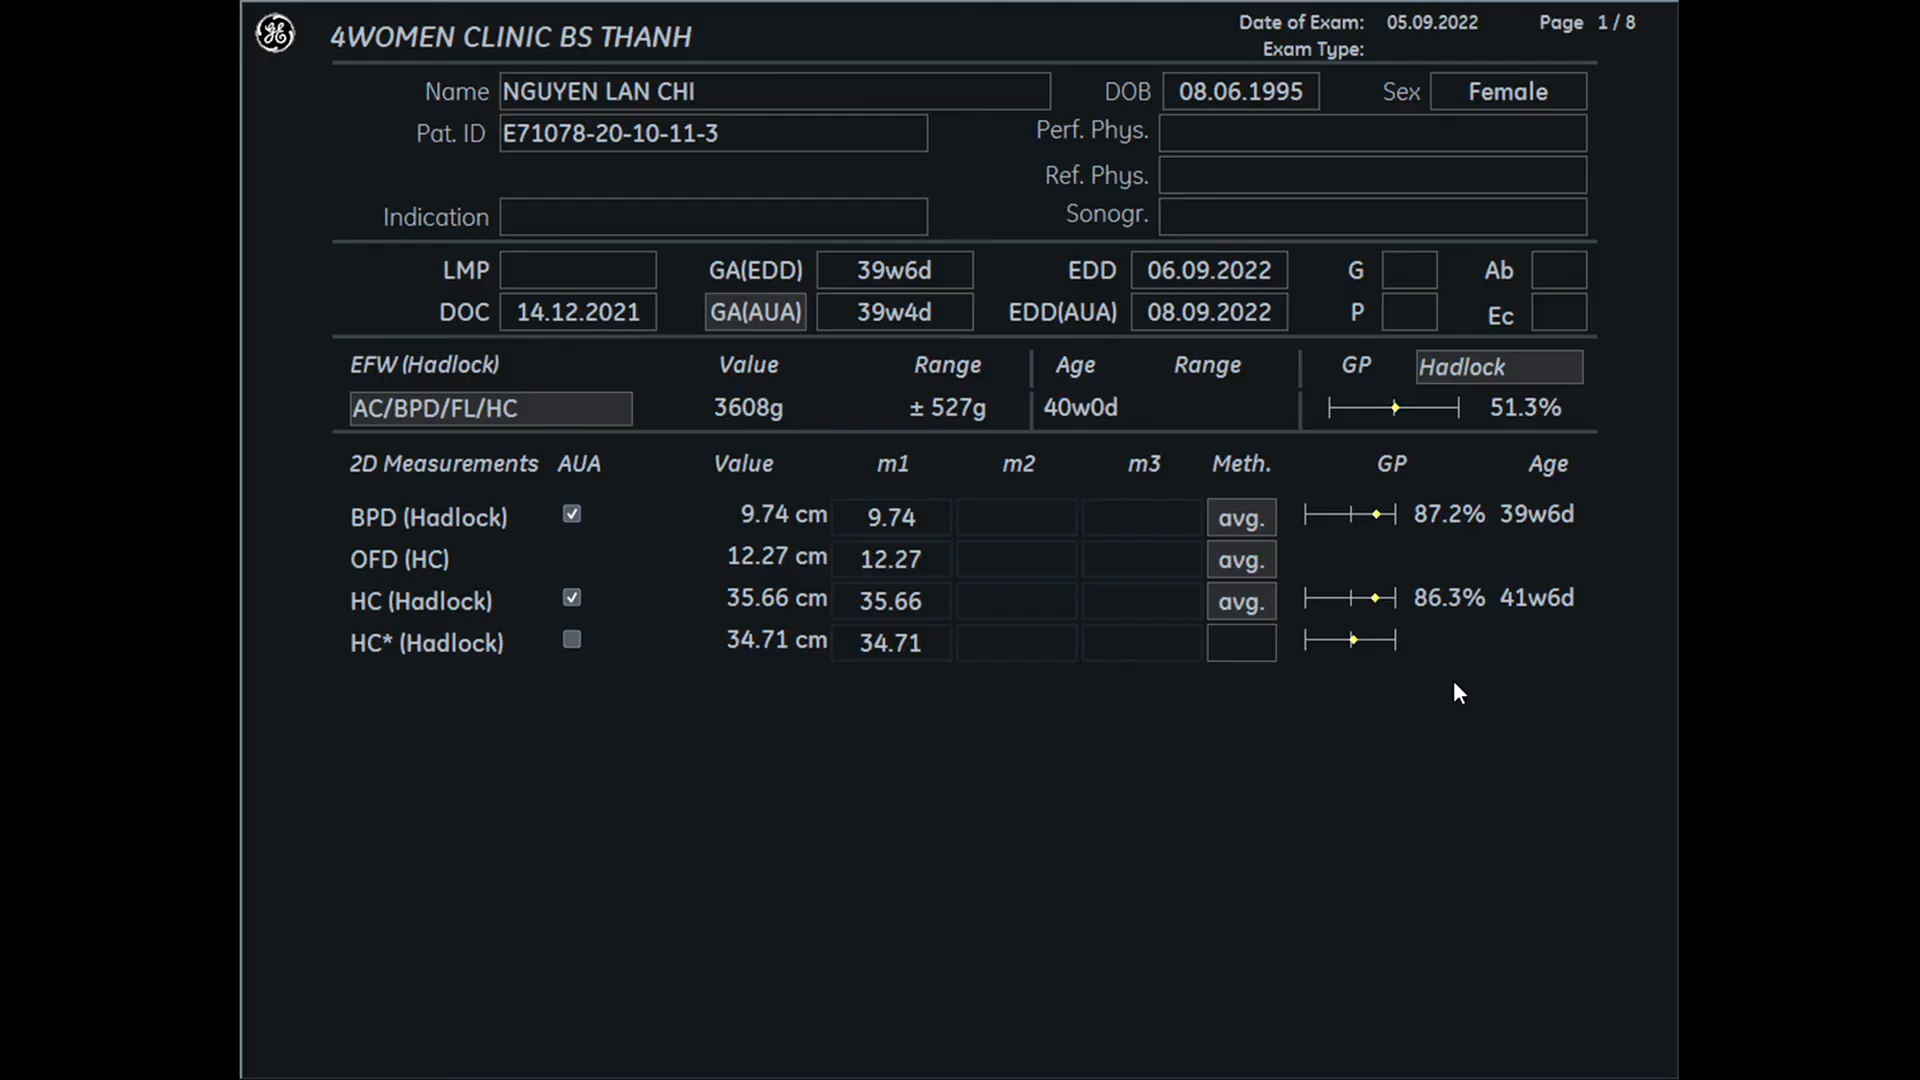 4WOMEN CLINIC BS THANH
Date of Exam: 05.09.2022 Page 1 / 8
Exam Type:
Name NGUYEN LAN CHI DOB 08.06.1995 Sex Female
Pat. ID E71078-20-10-11-3 Perf. Phys.
Ref. Phys.
Indication Sonogr.
LMP GA(EDD) 39w6d EDD 06.09.2022 G Ab
DOC 14.12.2021 GA(AUA) 39w4d EDD(AUA) 08.09.2022 P Ec
EFW (Hadlock) Value Range Age Range GP Hadlock
AC/BPD/FL/HC 3608g ± 527g 40w0d 51.3%
2D Measurements AUA Value m1 m2 m3 Meth. GP Age
BPD (Hadlock) 9.74 cm 9.74 avg. 87.2% 39w6d
OFD (HC) 12.27 cm 12.27 avg.
HC (Hadlock) 35.66 cm 35.66 avg. 86.3% 41w6d
HC* (Hadlock) 34.71 cm 34.71